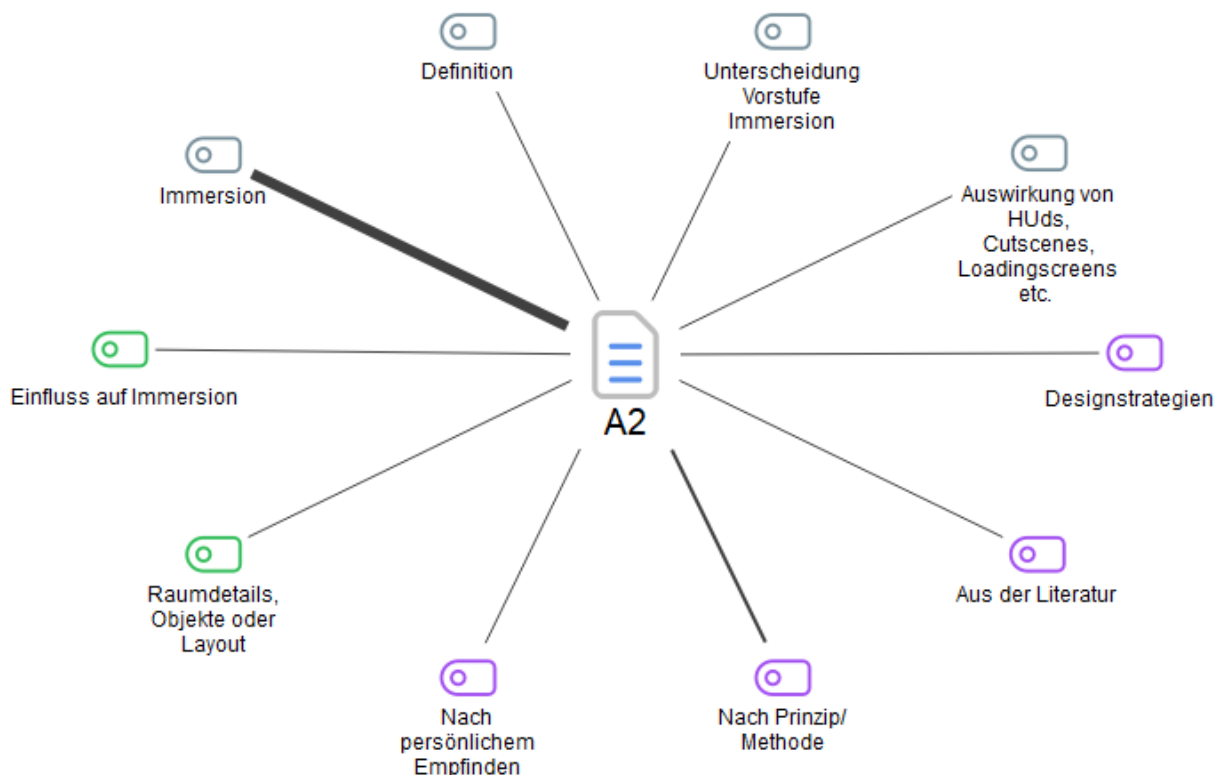 Definition
Unterscheidung
Vorstufe
Immersion
Immersion
Auswirkung von
HUds,
Cutscenes,
Loadingscreens
etc.
Einfluss auf Immersion
A2
Designstrategien
Raumdetails,
Objekte oder
Layout
Aus der Literatur
Nach
persönlichem
Empfinden
Nach Prinzip/
Methode